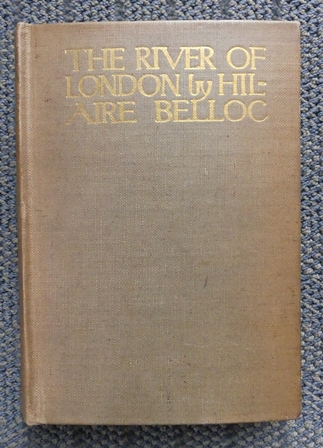 THE RIVER OF
LONDON by HIL-
AIRE BELLOC